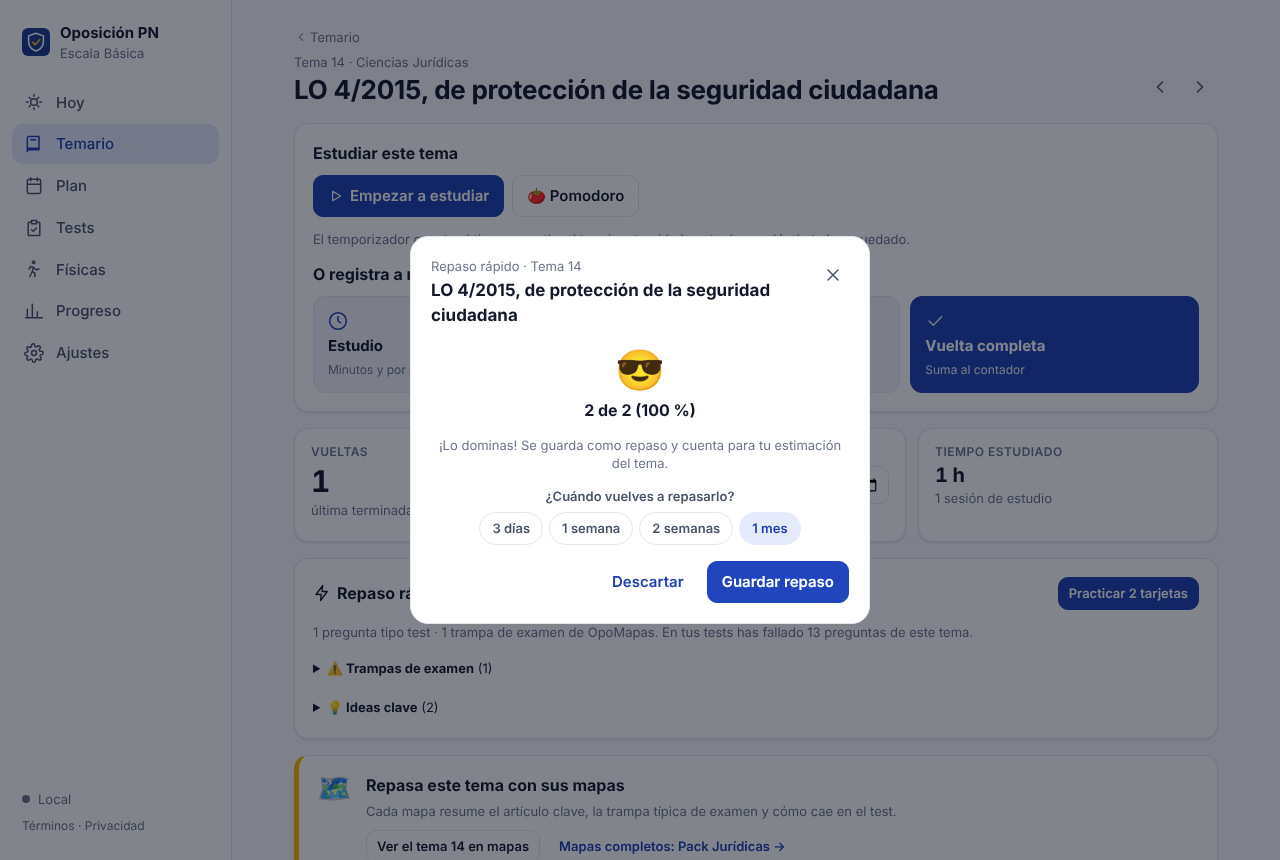 Oposición PN
Escala Básica
Hoy
Temario
Plan
Tests
Físicas
Progreso
Ajustes
Local
Términos · Privacidad
Temario
Tema 14 · Ciencias Jurídicas
LO 4/2015, de protección de la seguridad ciudadana
Estudiar este tema
Empezar a estudiar
Pomodoro
El temporizador
quedado.
O registra a
Estudio
Minutos y por
Vuelta completa
Suma al contador
VUELTAS
1
última terminada
TIEMPO ESTUDIADO
1 h
1 sesión de estudio
Repaso rápido · Tema 14
LO 4/2015, de protección de la seguridad
ciudadana
2 de 2 (100 %)
¡Lo dominas! Se guarda como repaso y cuenta para tu estimación
del tema.
¿Cuándo vuelves a repasarlo?
3 días
1 semana
2 semanas
1 mes
Descartar
Guardar repaso
Repaso
Practicar 2 tarjetas
1 pregunta tipo test · 1 trampa de examen de OpoMapas. En tus tests has fallado 13 preguntas de este tema.
Trampas de examen (1)
Ideas clave (2)
Repasa este tema con sus mapas
Cada mapa resume el artículo clave, la trampa típica de examen y cómo cae en el test.
Ver el tema 14 en mapas
Mapas completos: Pack Jurídicas →